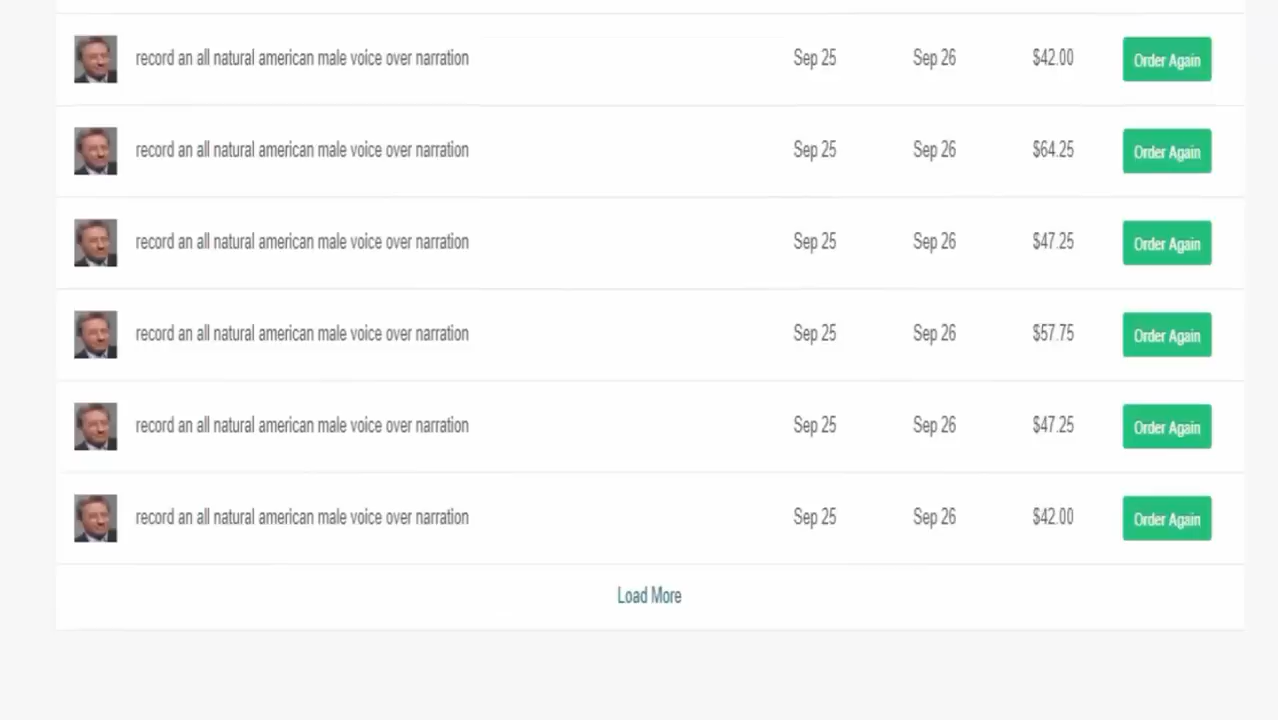 record an all natural american male voice over narration Sep 25 Sep 26 $42.00 Order Again
record an all natural american male voice over narration Sep 25 Sep 26 $64.25 Order Again
record an all natural american male voice over narration Sep 25 Sep 26 $47.25 Order Again
record an all natural american male voice over narration Sep 25 Sep 26 $57.75 Order Again
record an all natural american male voice over narration Sep 25 Sep 26 $47.25 Order Again
record an all natural american male voice over narration Sep 25 Sep 26 $42.00 Order Again
Load More